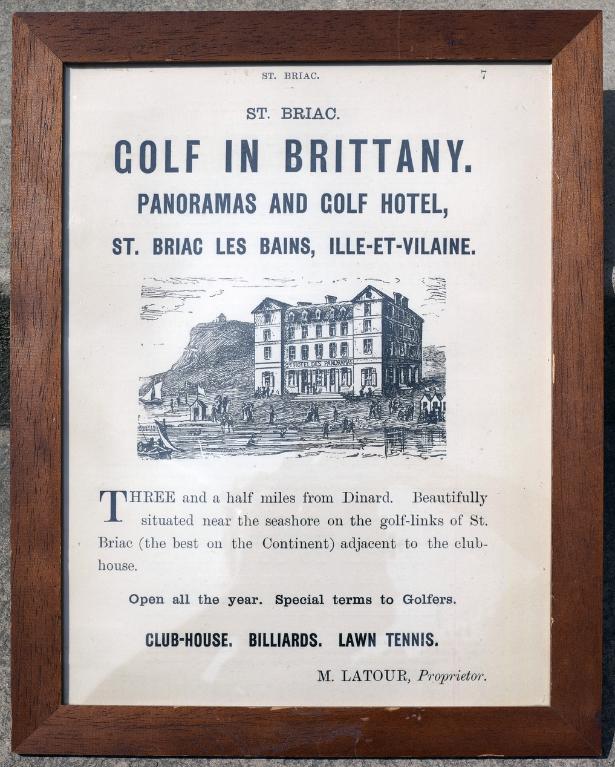 ST. BRIAC. 7
ST. BRIAC.
GOLF IN BRITTANY.
PANORAMAS AND GOLF HOTEL,
ST. BRIAC LES BAINS, ILLE-ET-VILAINE.
HOTEL DES PANORAMAS
THREE and a half miles from Dinard. Beautifully
situated near the seashore on the golf-links of St.
Briac (the best on the Continent) adjacent to the club-
house.
Open all the year. Special terms to Golfers.
CLUB-HOUSE. BILLIARDS. LAWN TENNIS.
M. LATOUR, Proprietor.